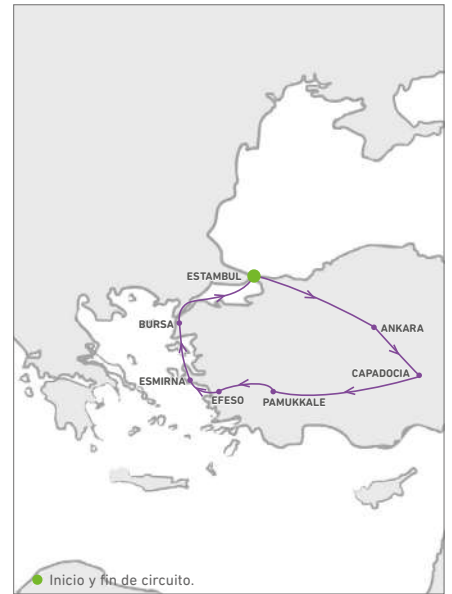 ESTAMBUL
ANKARA
BURSA
CAPADOCIA
ESMIRNA
EFESO
PAMUKKALE
Inicio y fin de circuito.